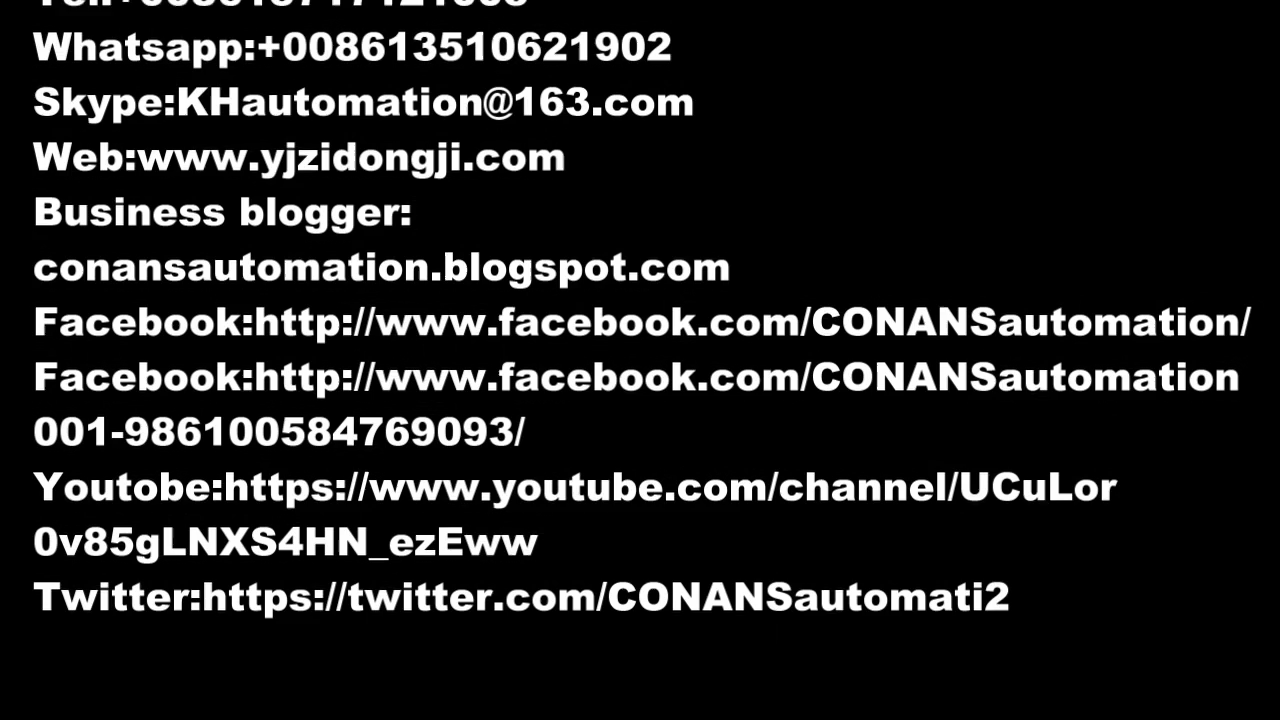 Whatsapp:+008613510621902
Skype:KHautomation@163.com
Web:www.yjzidongji.com
Business blogger:
conansautomation.blogspot.com
Facebook:http://www.facebook.com/CONANSautomation/
Facebook:http://www.facebook.com/CONANSautomation
001-986100584769093/
Youtobe:https://www.youtube.com/channel/UCuLor
0v85gLNXS4HN_ezEww
Twitter:https://twitter.com/CONANSautomati2